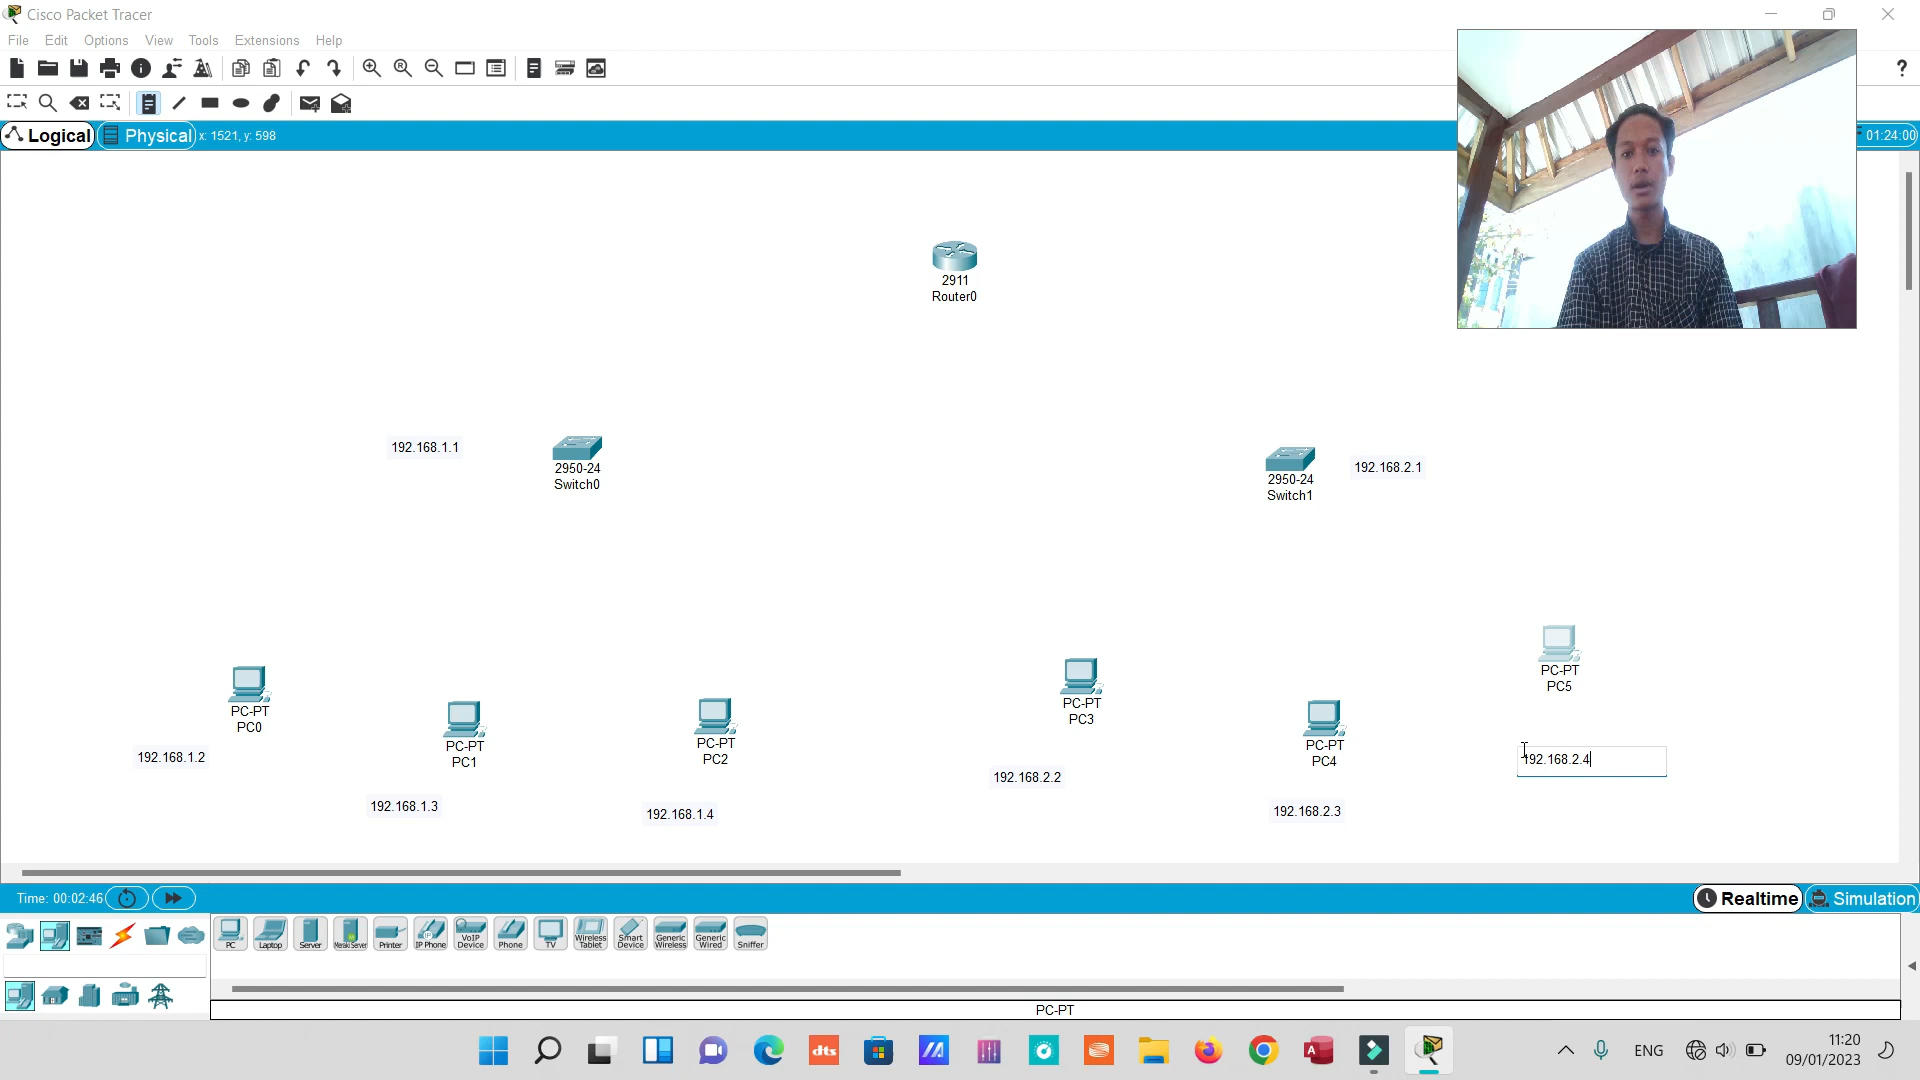 Cisco Packet Tracer
File Edit Options View Tools Extensions Help
?
Logical Physical x: 1521, y: 598
01:24:00
2911
Router0
192.168.1.1
2950-24
Switch0
2950-24
Switch1
192.168.2.1
PC-PT
PC0
192.168.1.2
PC-PT
PC1
192.168.1.3
PC-PT
PC2
192.168.1.4
PC-PT
PC3
192.168.2.2
PC-PT
PC4
192.168.2.3
PC-PT
PC5
192.168.2.4
Time: 00:02:46
Realtime Simulation
PC
Laptop
Server
Meraki Server
Printer
IP Phone
VoIP
Device
Phone
TV
Wireless
Tablet
Smart
Device
Generic
Wireless
Generic
Wired
Sniffer
PC-PT
dts
A
ENG
11:20
09/01/2023